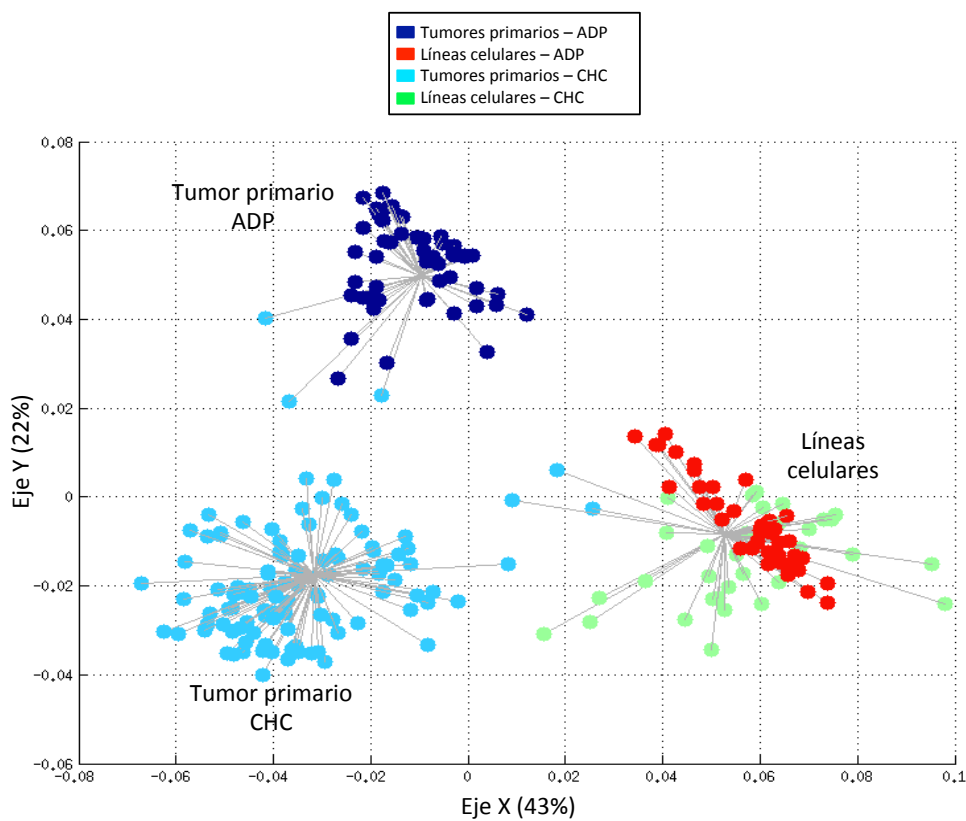 Tumores primarios – ADP
Líneas celulares – ADP
Tumores primarios – CHC
Líneas celulares – CHC
0.08
0.06
0.04
0.02
0
-0.02
-0.04
-0.06
Tumor primario
ADP
Líneas
celulares
Tumor primario
CHC
Eje Y (22%)
-0.08
-0.06
-0.04
-0.02
0
0.02
0.04
0.06
0.08
0.1
Eje X (43%)